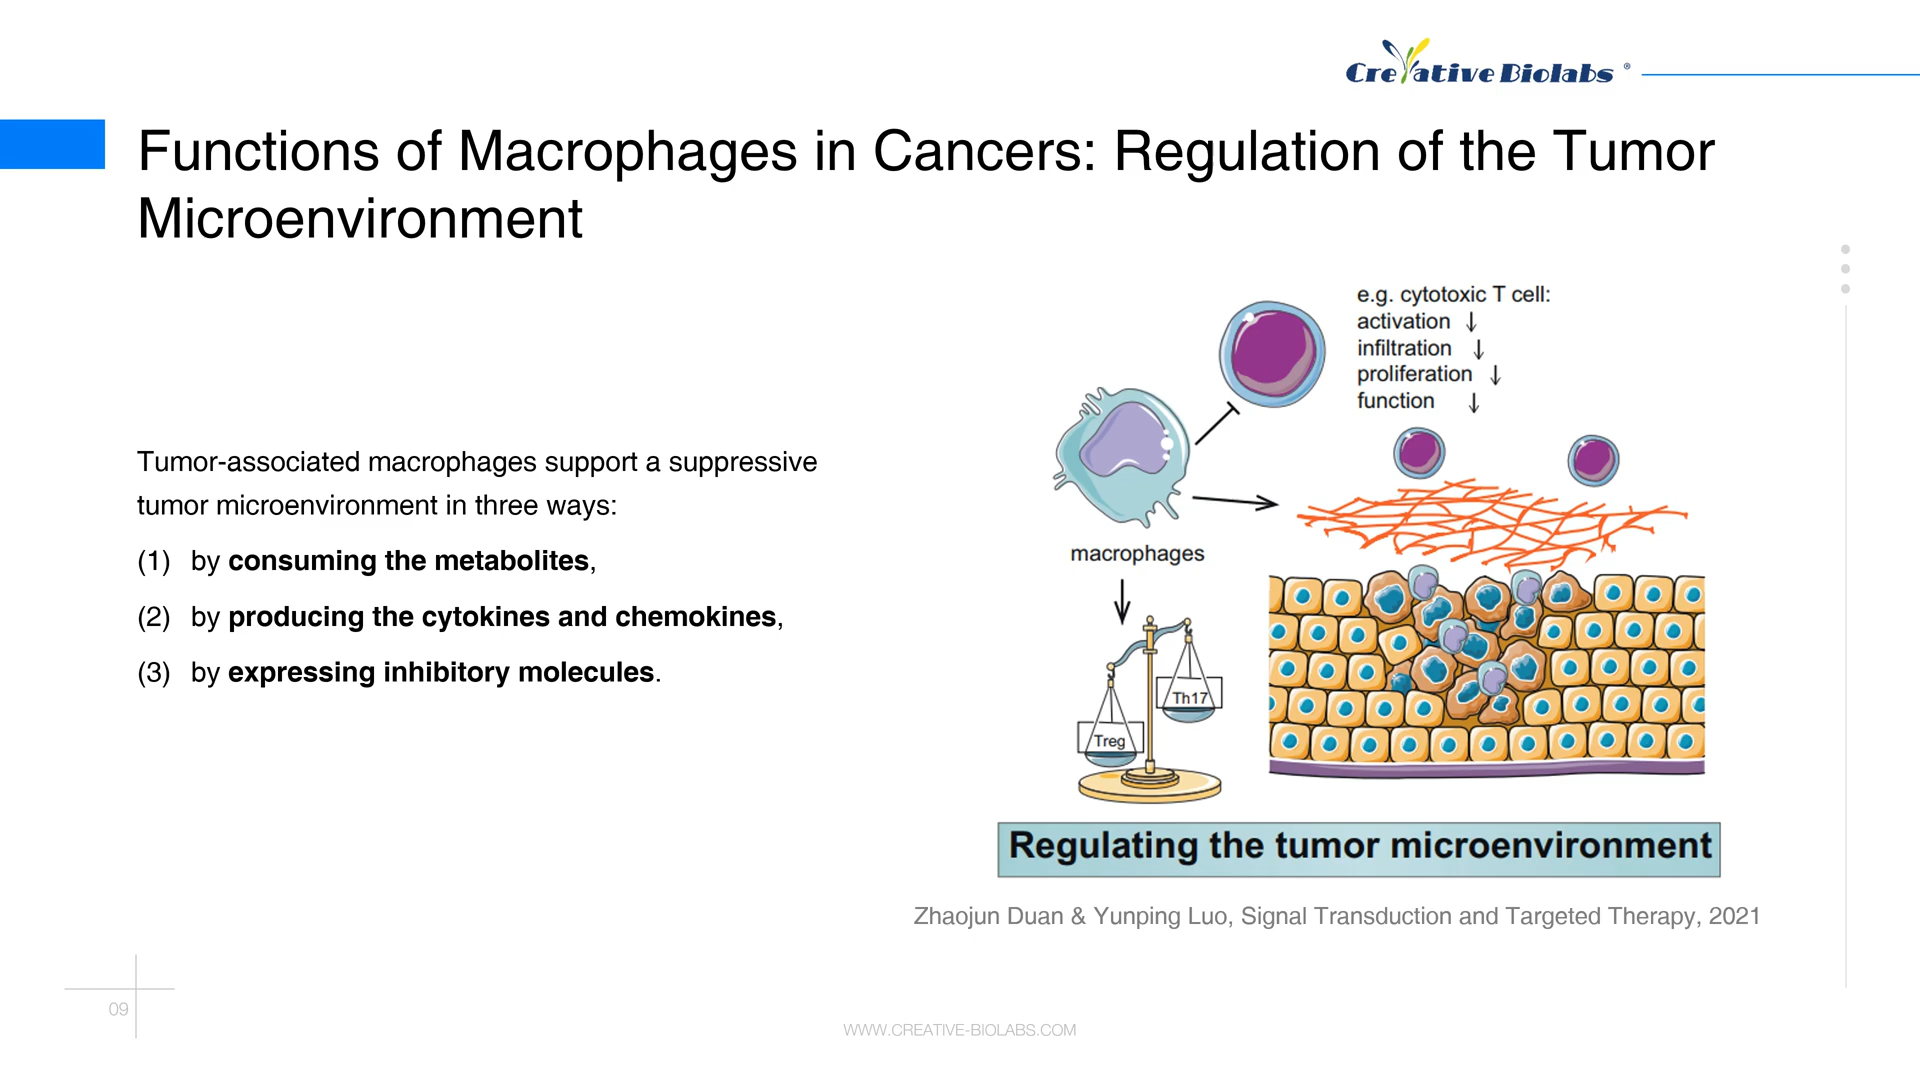 Creative Biolabs ®
Functions of Macrophages in Cancers: Regulation of the Tumor
Microenvironment
Tumor-associated macrophages support a suppressive
tumor microenvironment in three ways:
(1) by consuming the metabolites,
(2) by producing the cytokines and chemokines,
(3) by expressing inhibitory molecules.
e.g. cytotoxic T cell:
activation ↓
infiltration ↓
proliferation ↓
function ↓
macrophages
Th17
Treg
Regulating the tumor microenvironment
Zhaojun Duan & Yunping Luo, Signal Transduction and Targeted Therapy, 2021
09
WWW.CREATIVE-BIOLABS.COM